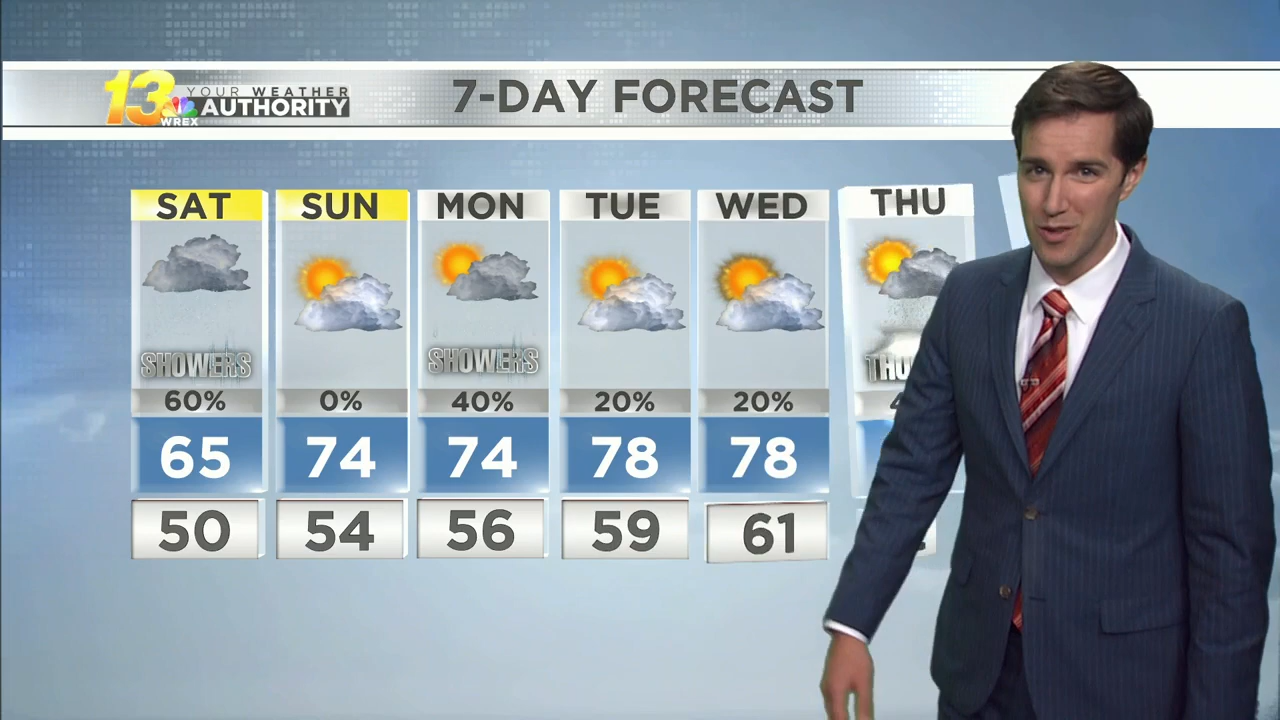 13
WREX
YOUR WEATHER
AUTHORITY
7-DAY FORECAST
SAT SUN MON TUE WED THU
SHOWERS SHOWERS
60% 0% 40% 20% 20%
65 74 74 78 78
50 54 56 59 61